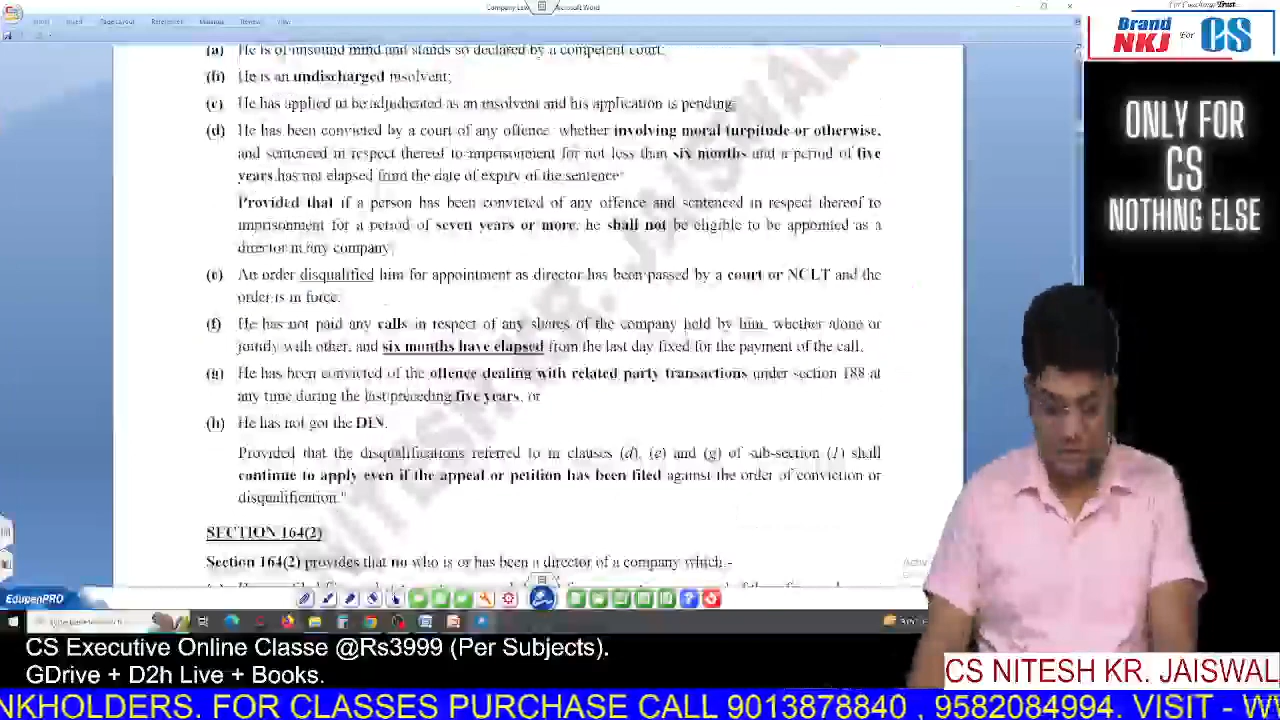 For Coaching Trust
Microsoft Word
Page Layout References Review View
Brand
NKJ
For
CS
(a) He is of unsound mind and stands so declared by a competent court;
(b) He is an undischarged insolvent;
(c) He has applied to be adjudicated as an insolvent and his application is pending;
(d) He has been convicted by a court of any offence, whether involving moral turpitude or otherwise,
and sentenced in respect thereof to imprisonment for not less than six months and a period of five
years has not elapsed from the date of expiry of the sentence"
Provided that if a person has been convicted of any offence and sentenced in respect thereof to
imprisonment for a period of seven years or more, he shall not be eligible to be appointed as a
director in any company;
(e) An order disqualified him for appointment as director has been passed by a court or NCLT and the
order is in force.
(f) He has not paid any calls in respect of any shares of the company held by him, whether alone or
jointly with other, and six months have elapsed from the last day fixed for the payment of the call.
(g) He has been convicted of the offence dealing with related party transactions under section 188 at
any time during the last preceding five years, or
(h) He has not got the DIN.
Provided that the disqualifications referred to in clauses (d), (e) and (g) of sub-section (1) shall
continue to apply even if the appeal or petition has been filed against the order of conviction or
disqualification."
SECTION 164(2)
Section 164(2) provides that no who is or has been a director of a company which -
NITESH KR. JAISWAL
ONLY FOR
CS
NOTHING ELSE
EdupenPRO
CS Executive Online Classe @Rs3999 (Per Subjects).
GDrive + D2h Live + Books.
CS NITESH KR. JAISWAL
NKHOLDERS. FOR CLASSES PURCHASE CALL 9013878840 , 9582084994. VISIT - W